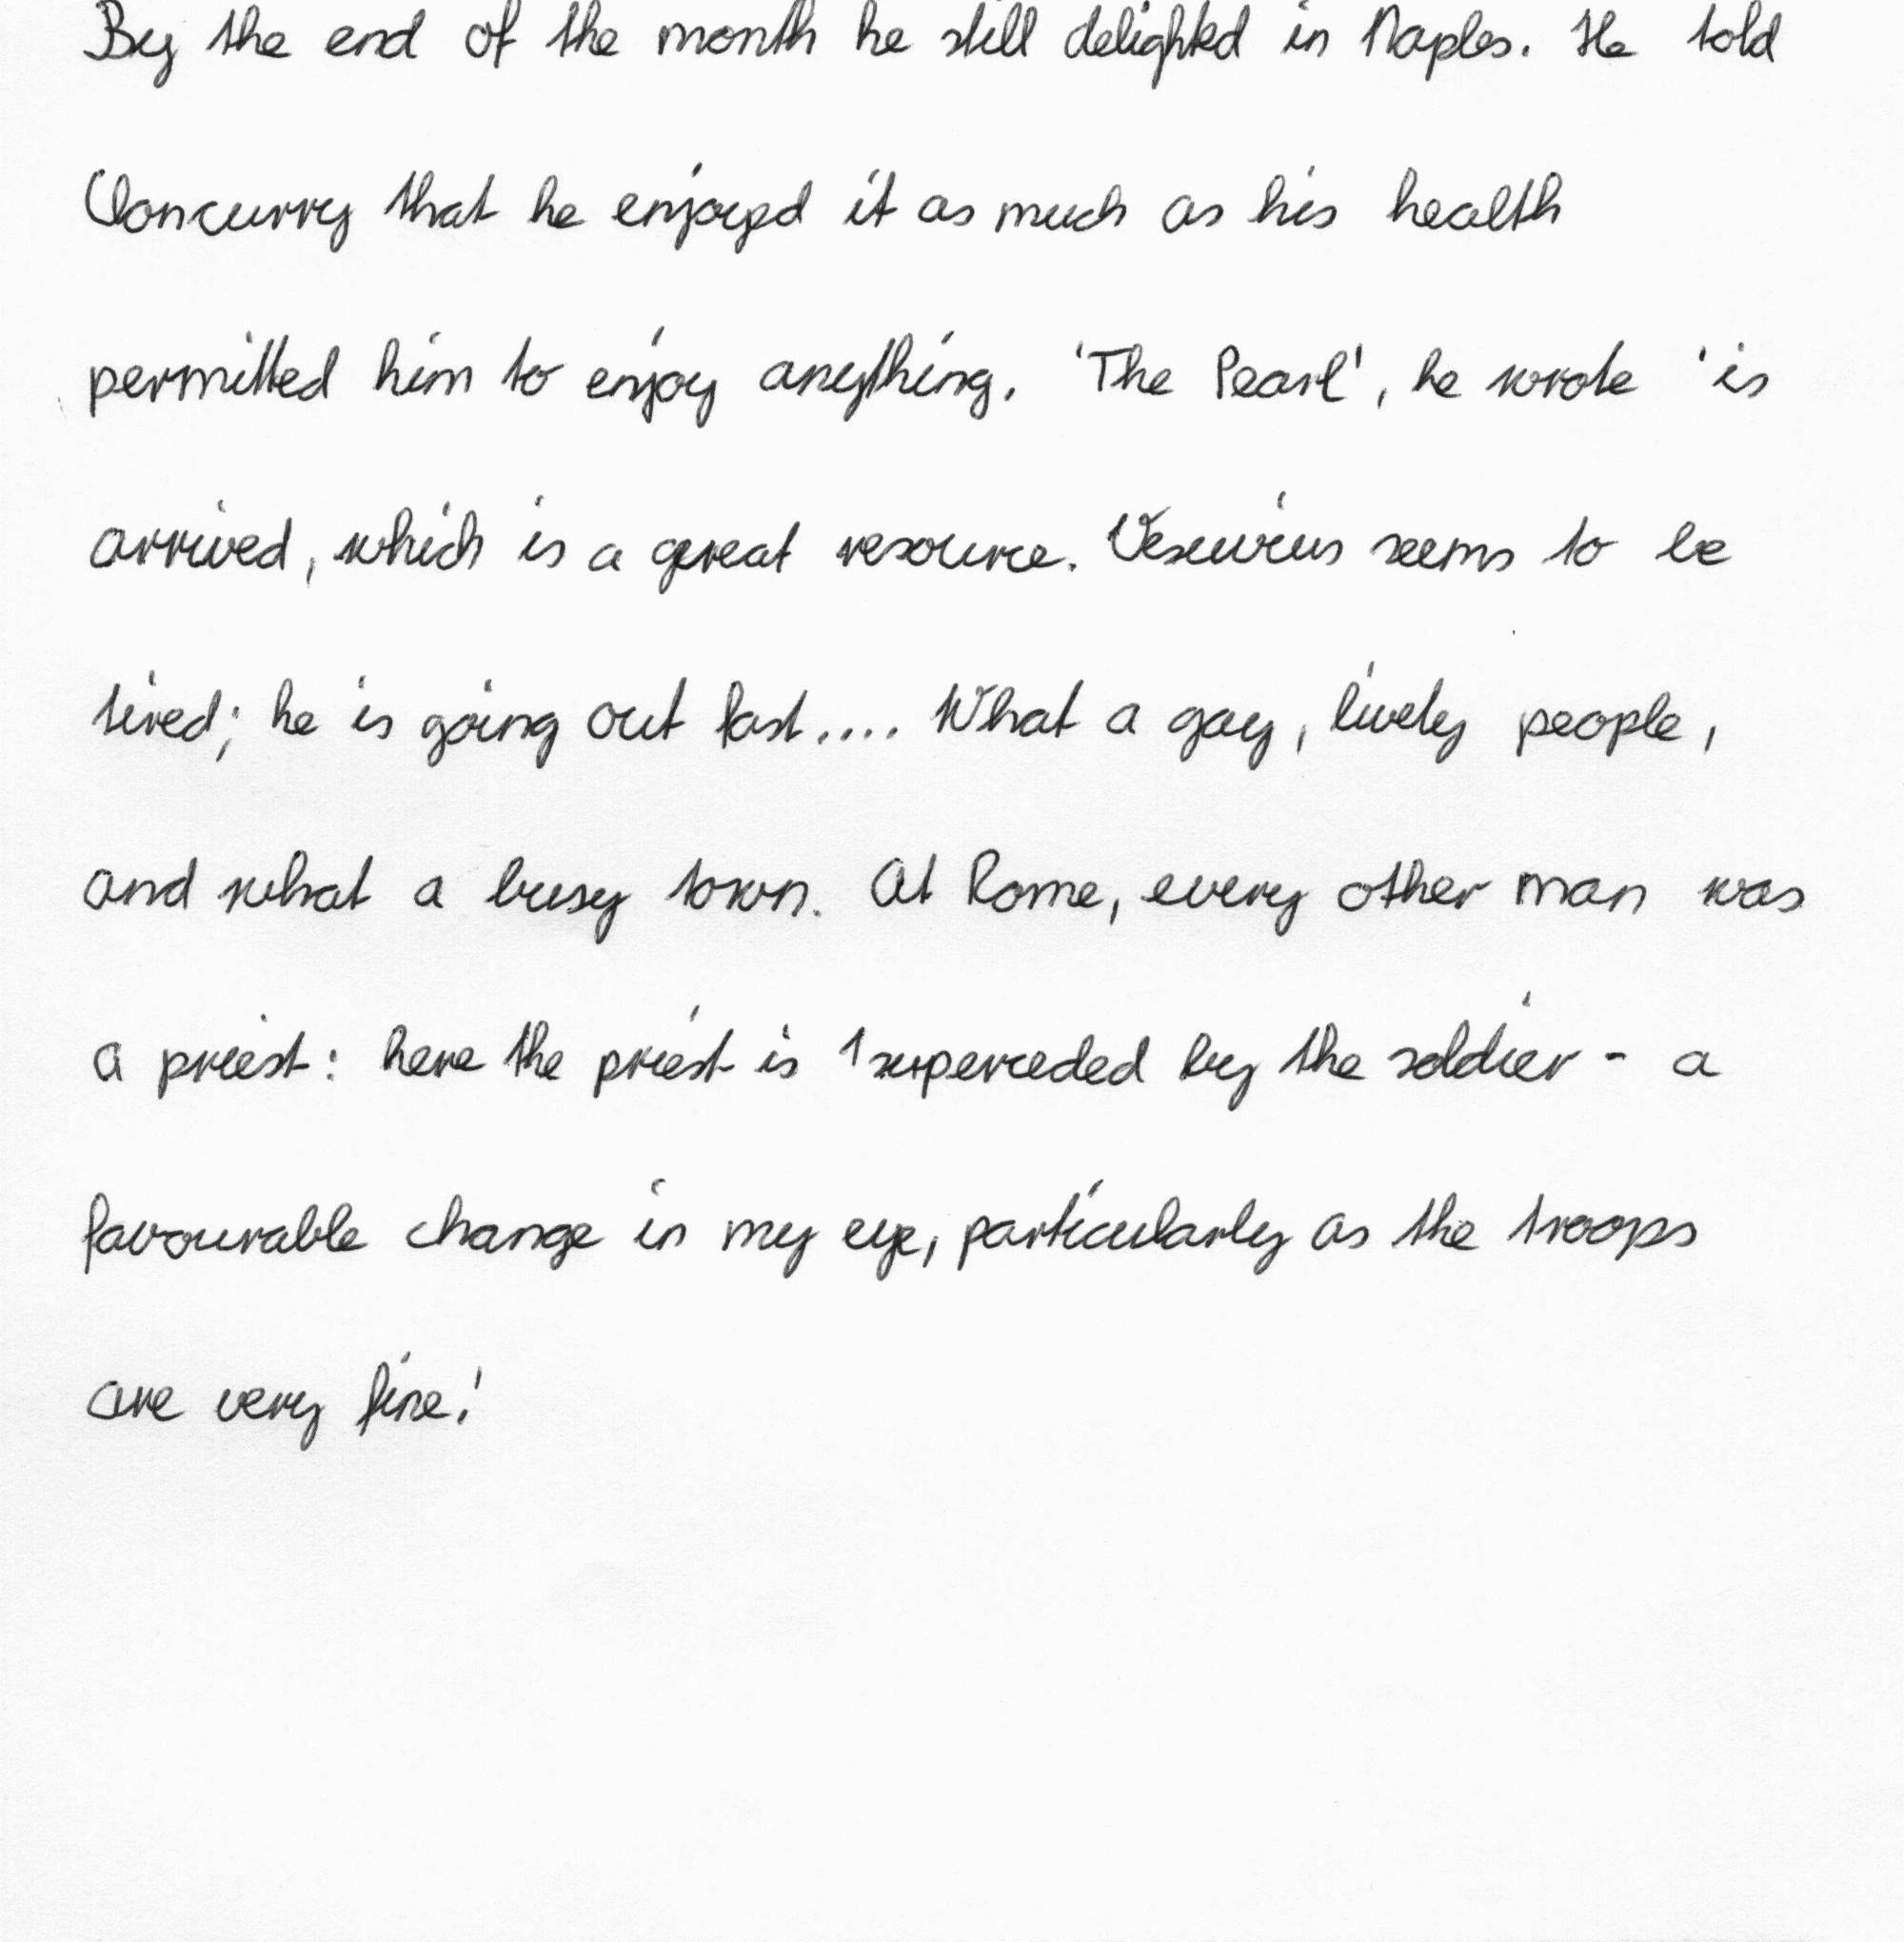 By the end of the month he still delighted in Naples. He told
Concurry that he enjoyed it as much as his health
permitted him to enjoy anything. 'The Pearl', he wrote 'is
arrived, which is a great resource. Vesuvius seems to be
tired; he is going out fast.... What a gay, lively people,
and what a busy town. At Rome, every other man was
a priest: here the priest is superceded by the soldier - a
favourable change in my eye, particularly as the troops
are very fine!